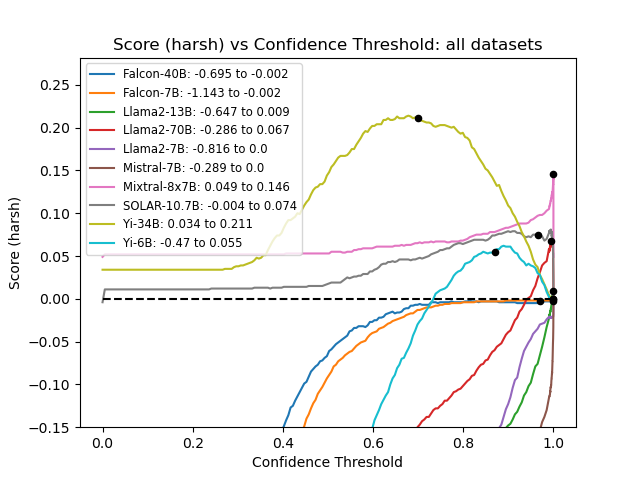 Score (harsh) vs Confidence Threshold: all datasets
Score (harsh)
0.25
0.20
0.15
0.10
0.05
0.00
−0.05
−0.10
−0.15
Falcon-40B: -0.695 to -0.002
Falcon-7B: -1.143 to -0.002
Llama2-13B: -0.647 to 0.009
Llama2-70B: -0.286 to 0.067
Llama2-7B: -0.816 to 0.0
Mistral-7B: -0.289 to 0.0
Mixtral-8x7B: 0.049 to 0.146
SOLAR-10.7B: -0.004 to 0.074
Yi-34B: 0.034 to 0.211
Yi-6B: -0.47 to 0.055
0.0 0.2 0.4 0.6 0.8 1.0
Confidence Threshold